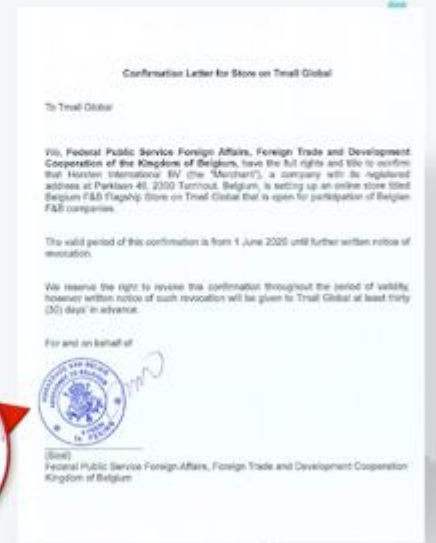 Confirmation Letter for Store on Tmall Global
To Tmall Global
We, Federal Public Service Foreign Affairs, Foreign Trade and Development
Cooperation of the Kingdom of Belgium, have the full rights and title to confirm
that Horsten International BV (the "Merchant"), a company with its registered
address at Parklaan 46, 2300 Turnhout, Belgium, is setting up an online store titled
Belgium F&B Flagship Store on Tmall Global that is open for participation of Belgian
F&B companies.
The valid period of this confirmation is from 1 June 2020 until further written notice of
revocation.
We reserve the right to revoke this confirmation throughout the period of validity,
however written notice of such revocation will be given to Tmall Global at least thirty
(30) days' in advance.
For and on behalf of
(Seal)
Federal Public Service Foreign Affairs, Foreign Trade and Development Cooperation
Kingdom of Belgium